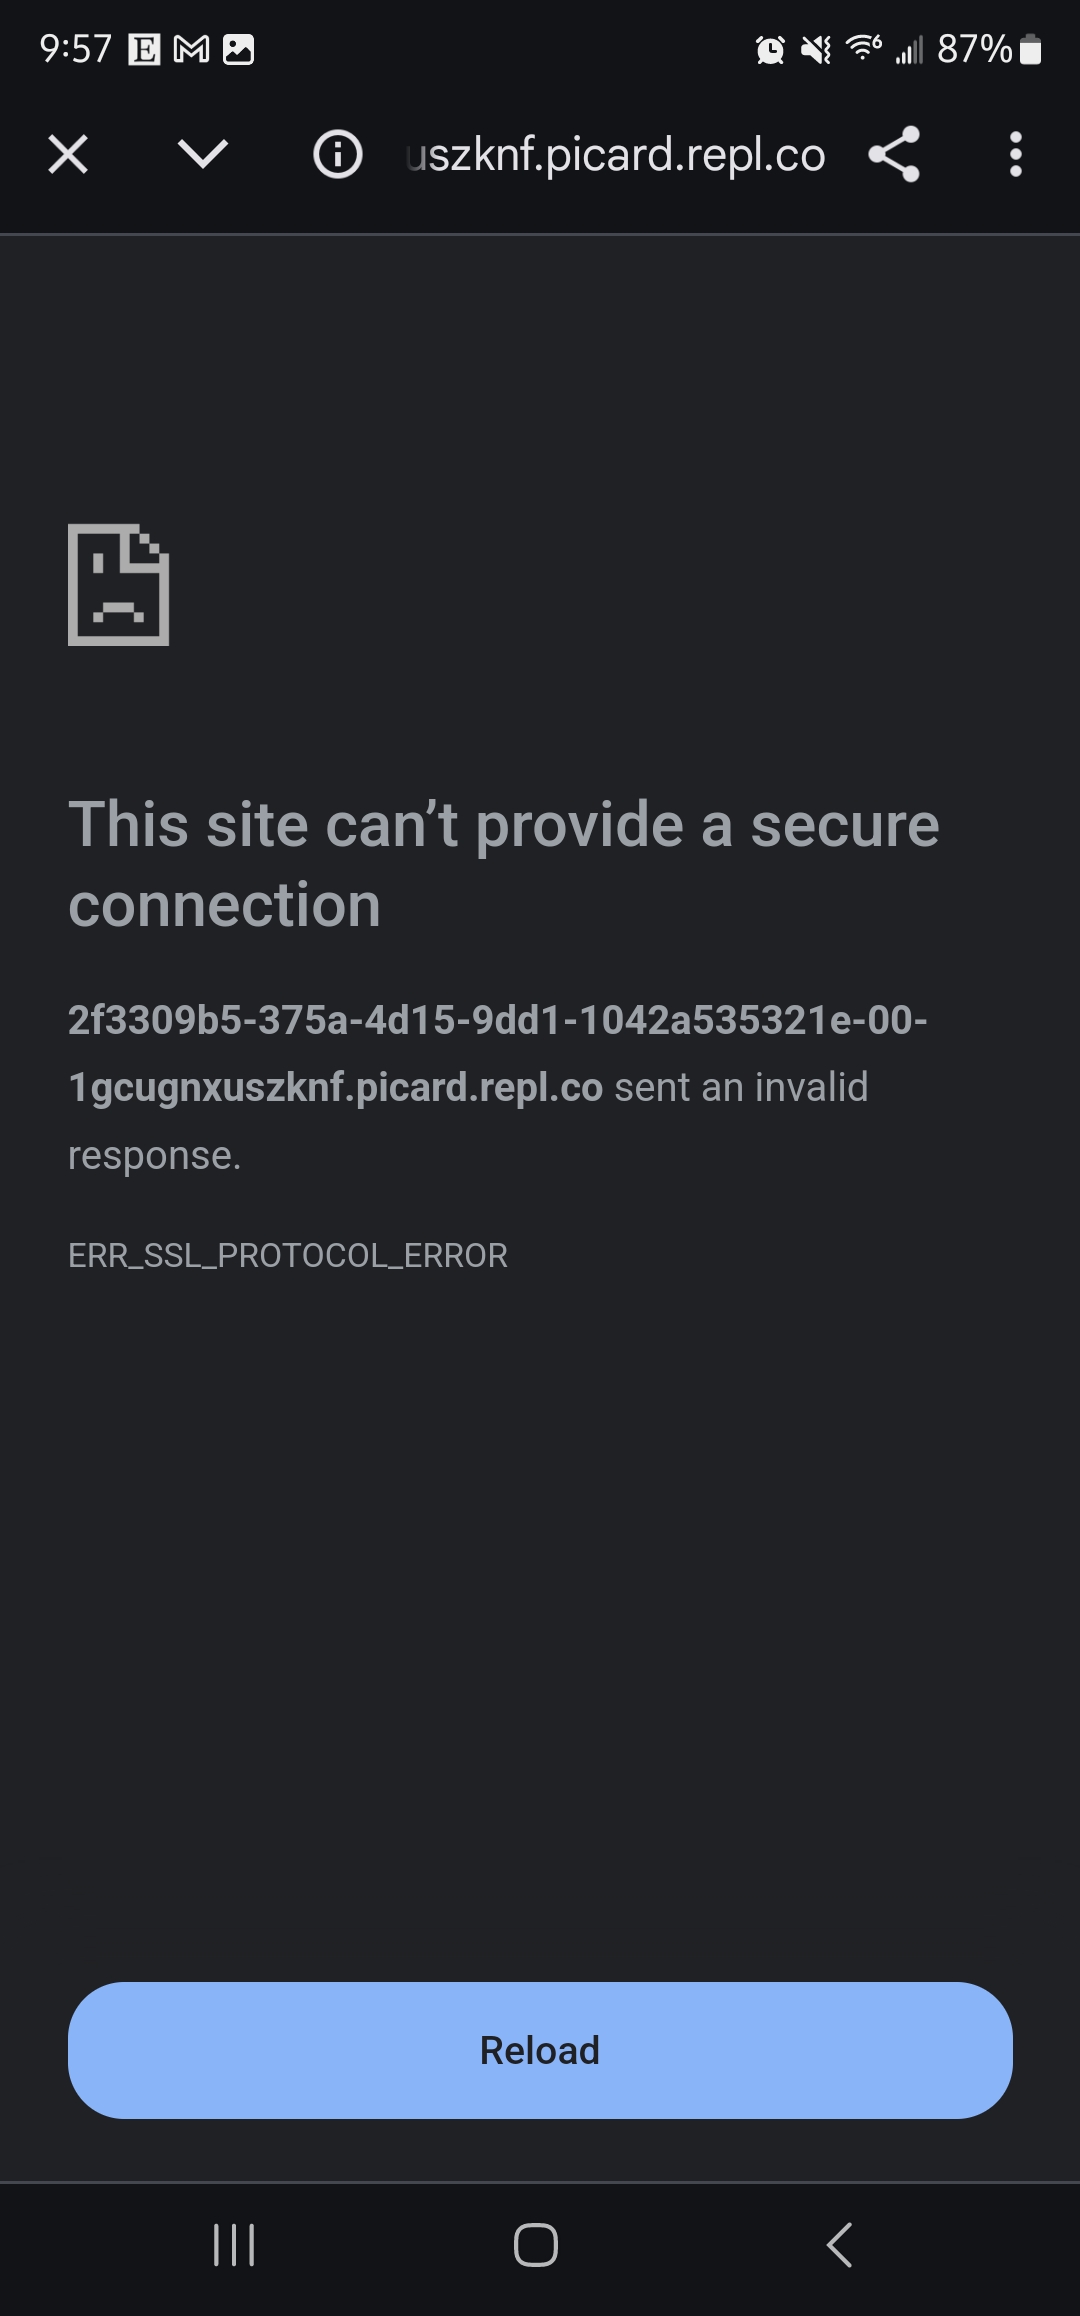 9:57 E M 6 87%
uszknf.picard.repl.co
This site can’t provide a secure
connection
2f3309b5-375a-4d15-9dd1-1042a535321e-00-
1gcugnxuszknf.picard.repl.co sent an invalid
response.
ERR_SSL_PROTOCOL_ERROR
Reload